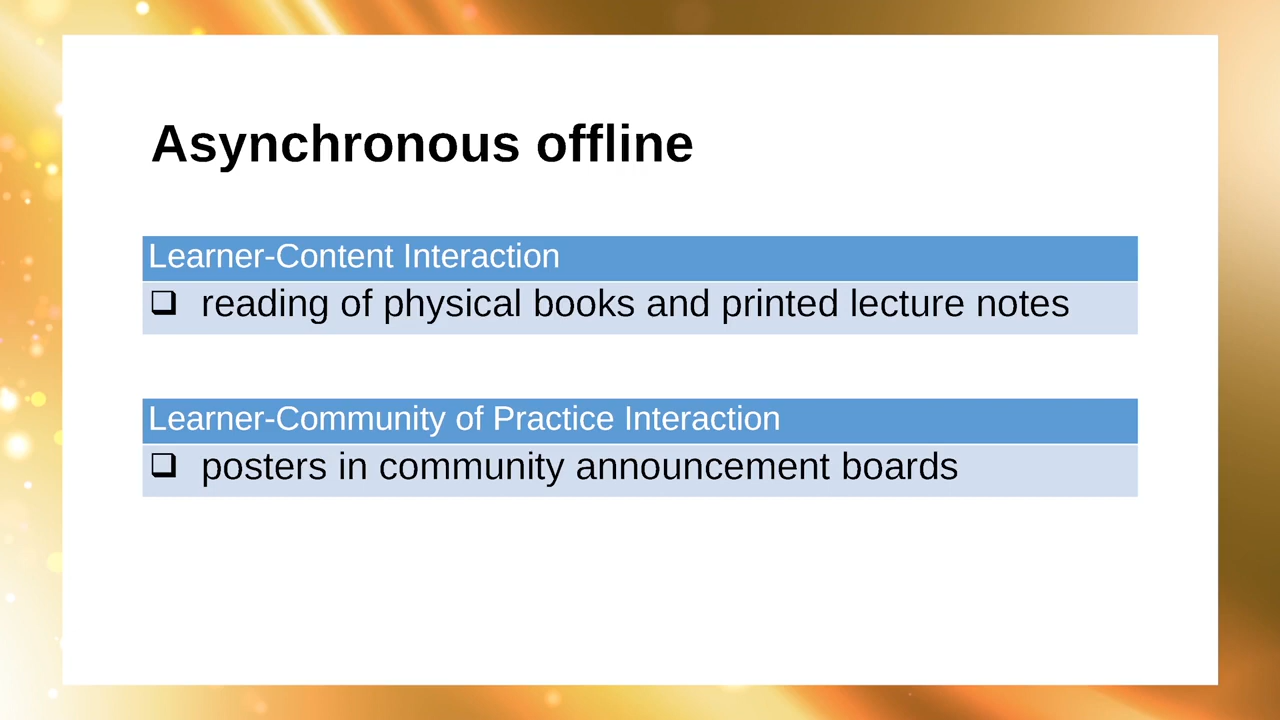 Asynchronous offline
Learner-Content Interaction
❑ reading of physical books and printed lecture notes
Learner-Community of Practice Interaction
❑ posters in community announcement boards